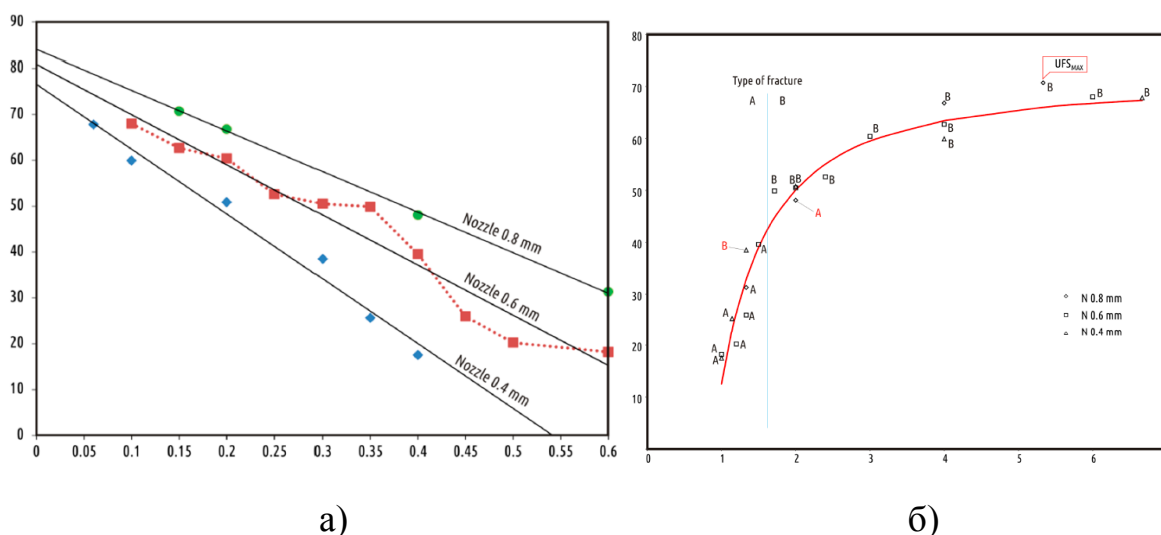 90
80
70
60
50
40
30
20
10
0
0 0.05 0.1 0.15 0.2 0.25 0.3 0.35 0.4 0.45 0.5 0.55 0.6
Nozzle 0.8 mm
Nozzle 0.6 mm
Nozzle 0.4 mm
а)
80
70
60
50
40
30
20
10
0 1 2 3 4 5 6
Type of fracture
A B
UFSMAX
B B B
B
B
B
B
B
B BB
A
B
A
A
A
A
A
A
A
N 0.8 mm
N 0.6 mm
N 0.4 mm
б)